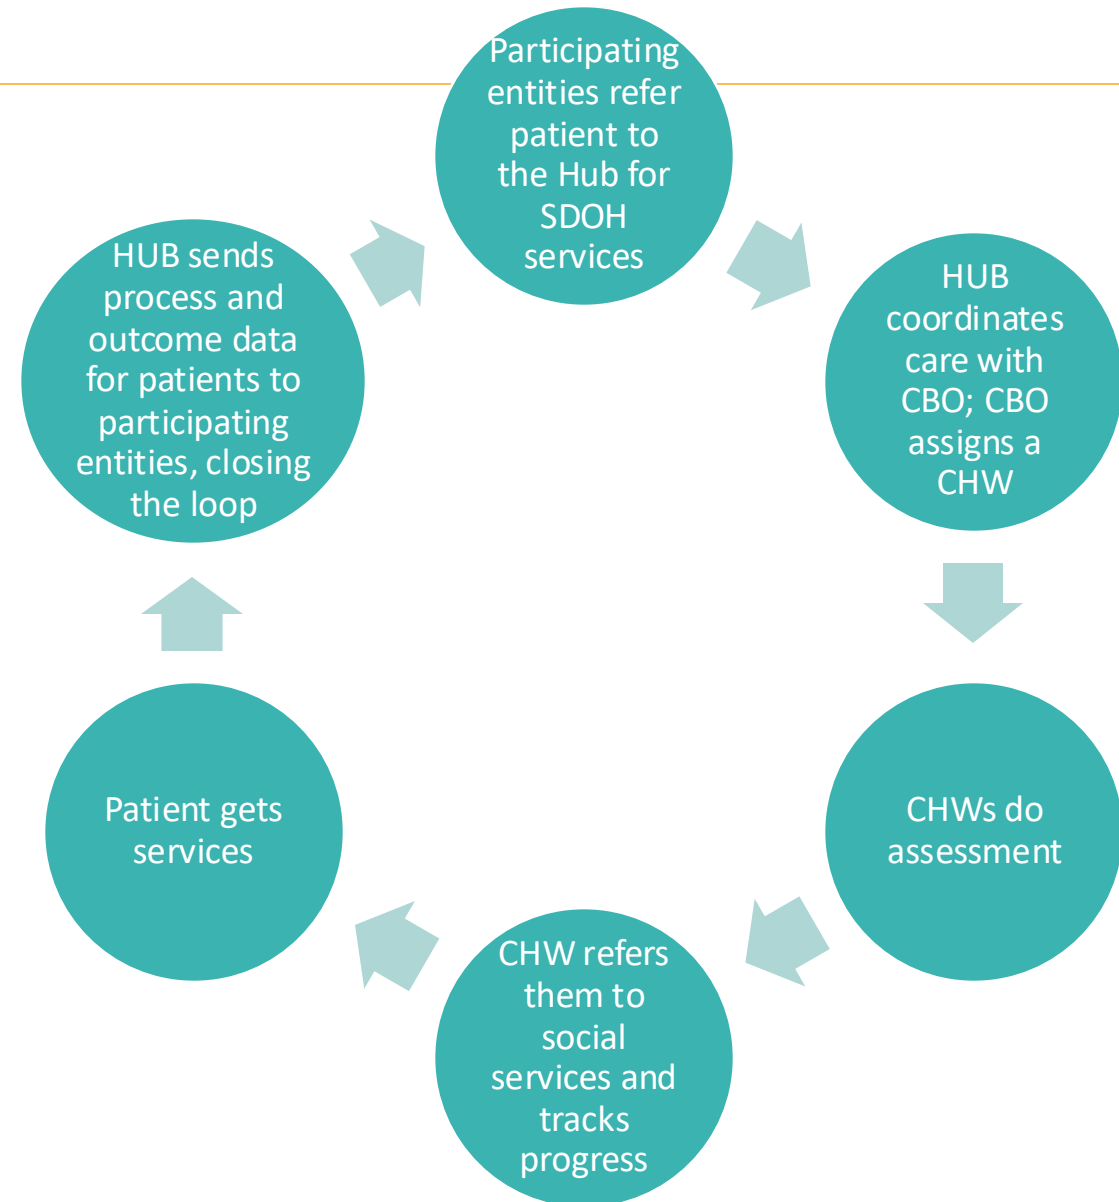 Participating
entities refer
patient to
the Hub for
SDOH
services
HUB
coordinates
care with
CBO; CBO
assigns a
CHW
CHWs do
assessment
CHW refers
them to
social
services and
tracks
progress
Patient gets
services
HUB sends
process and
outcome data
for patients to
participating
entities, closing
the loop